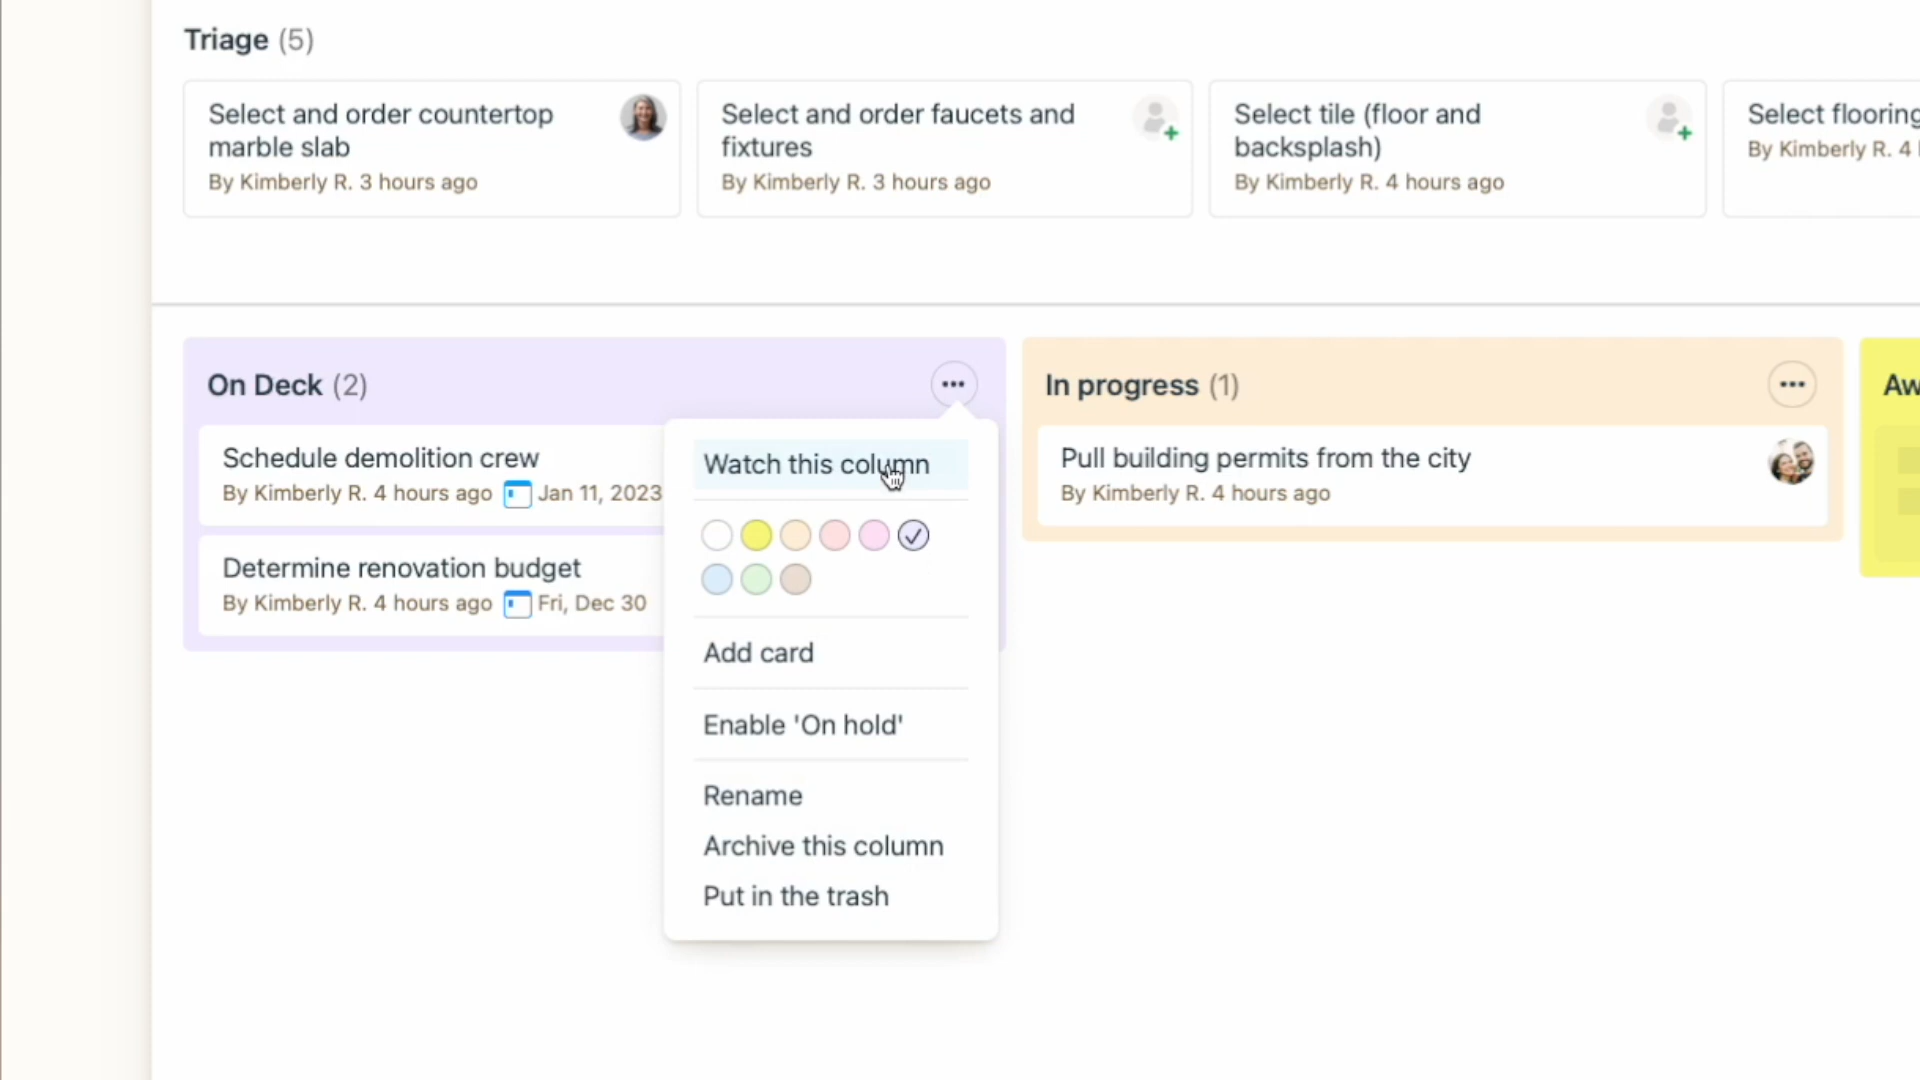 Triage (5)
Select and order countertop
marble slab
By Kimberly R. 3 hours ago
Select and order faucets and
fixtures
By Kimberly R. 3 hours ago
Select tile (floor and
backsplash)
By Kimberly R. 4 hours ago
Select flooring
By Kimberly R. 4
On Deck (2)
Schedule demolition crew
By Kimberly R. 4 hours ago Jan 11, 2023
Determine renovation budget
By Kimberly R. 4 hours ago Fri, Dec 30
Watch this column
Add card
Enable 'On hold'
Rename
Archive this column
Put in the trash
In progress (1)
Pull building permits from the city
By Kimberly R. 4 hours ago
Aw